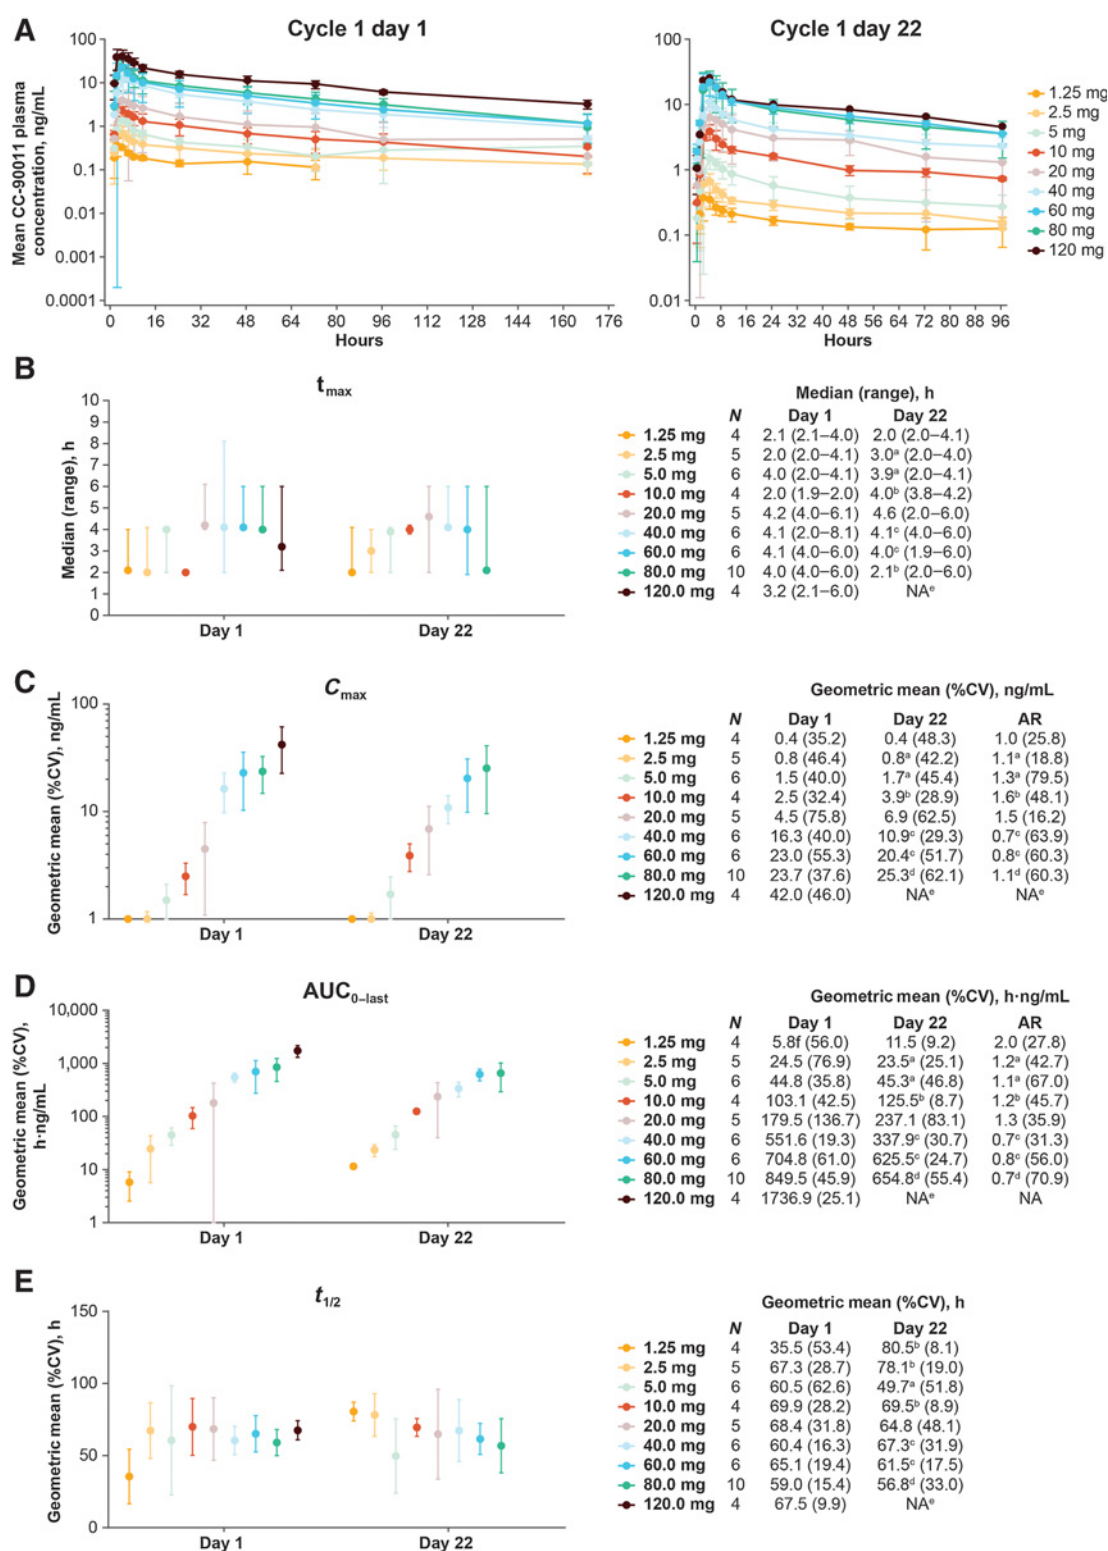 A
Cycle 1 day 1
Cycle 1 day 22
Mean CC-90011 plasma
concentration, ng/mL
100
10
1
0.1
0.01
0.001
0.0001
0 16 32 48 64 80 96 112 128 144 160 176
Hours
100
10
1
0.1
0.01
0 8 16 24 32 40 48 56 64 72 80 88 96
Hours
1.25 mg
2.5 mg
5 mg
10 mg
20 mg
40 mg
60 mg
80 mg
120 mg
B
tmax
Median (range), h
10
9
8
7
6
5
4
3
2
1
0
Day 1 Day 22
Median (range), h
N Day 1 Day 22
1.25 mg 4 2.1 (2.1–4.0) 2.0 (2.0–4.1)
2.5 mg 5 2.0 (2.0–4.1) 3.0ᵃ (2.0–4.0)
5.0 mg 6 4.0 (2.0–4.1) 3.9ᵃ (2.0–4.1)
10.0 mg 4 2.0 (1.9–2.0) 4.0ᵇ (3.8–4.2)
20.0 mg 5 4.2 (4.0–6.1) 4.6 (2.0–6.0)
40.0 mg 6 4.1 (2.0–8.1) 4.1ᶜ (4.0–6.0)
60.0 mg 6 4.1 (4.0–6.0) 4.0ᶜ (1.9–6.0)
80.0 mg 10 4.0 (4.0–6.0) 2.1ᵇ (2.0–6.0)
120.0 mg 4 3.2 (2.1–6.0) NAᵉ
C
Cmax
Geometric mean (%CV), ng/mL
100
10
1
Day 1 Day 22
Geometric mean (%CV), ng/mL
N Day 1 Day 22 AR
1.25 mg 4 0.4 (35.2) 0.4 (48.3) 1.0 (25.8)
2.5 mg 5 0.8 (46.4) 0.8ᵃ (42.2) 1.1ᵃ (18.8)
5.0 mg 6 1.5 (40.0) 1.7ᵃ (45.4) 1.3ᵃ (79.5)
10.0 mg 4 2.5 (32.4) 3.9ᵇ (28.9) 1.6ᵇ (48.1)
20.0 mg 5 4.5 (75.8) 6.9 (62.5) 1.5 (16.2)
40.0 mg 6 16.3 (40.0) 10.9ᶜ (29.3) 0.7ᶜ (63.9)
60.0 mg 6 23.0 (55.3) 20.4ᶜ (51.7) 0.8ᶜ (60.3)
80.0 mg 10 23.7 (37.6) 25.3ᵈ (62.1) 1.1ᵈ (60.3)
120.0 mg 4 42.0 (46.0) NAᵉ NAᵉ
D
AUC0–last
Geometric mean (%CV),
h·ng/mL
10,000
1,000
100
10
1
Day 1 Day 22
Geometric mean (%CV), h·ng/mL
N Day 1 Day 22 AR
1.25 mg 4 5.8f (56.0) 11.5 (9.2) 2.0 (27.8)
2.5 mg 5 24.5 (76.9) 23.5ᵃ (25.1) 1.2ᵃ (42.7)
5.0 mg 6 44.8 (35.8) 45.3ᵃ (46.8) 1.1ᵃ (67.0)
10.0 mg 4 103.1 (42.5) 125.5ᵇ (8.7) 1.2ᵇ (45.7)
20.0 mg 5 179.5 (136.7) 237.1 (83.1) 1.3 (35.9)
40.0 mg 6 551.6 (19.3) 337.9ᶜ (30.7) 0.7ᶜ (31.3)
60.0 mg 6 704.8 (61.0) 625.5ᶜ (24.7) 0.8ᶜ (56.0)
80.0 mg 10 849.5 (45.9) 654.8ᵈ (55.4) 0.7ᵈ (70.9)
120.0 mg 4 1736.9 (25.1) NAᵉ NA
E
t1/2
Geometric mean (%CV), h
150
100
50
0
Day 1 Day 22
Geometric mean (%CV), h
N Day 1 Day 22
1.25 mg 4 35.5 (53.4) 80.5ᵇ (8.1)
2.5 mg 5 67.3 (28.7) 78.1ᵇ (19.0)
5.0 mg 6 60.5 (62.6) 49.7ᵃ (51.8)
10.0 mg 4 69.9 (28.2) 69.5ᵇ (8.9)
20.0 mg 5 68.4 (31.8) 64.8 (48.1)
40.0 mg 6 60.4 (16.3) 67.3ᶜ (31.9)
60.0 mg 6 65.1 (19.4) 61.5ᶜ (17.5)
80.0 mg 10 59.0 (15.4) 56.8ᵈ (33.0)
120.0 mg 4 67.5 (9.9) NAᵉ